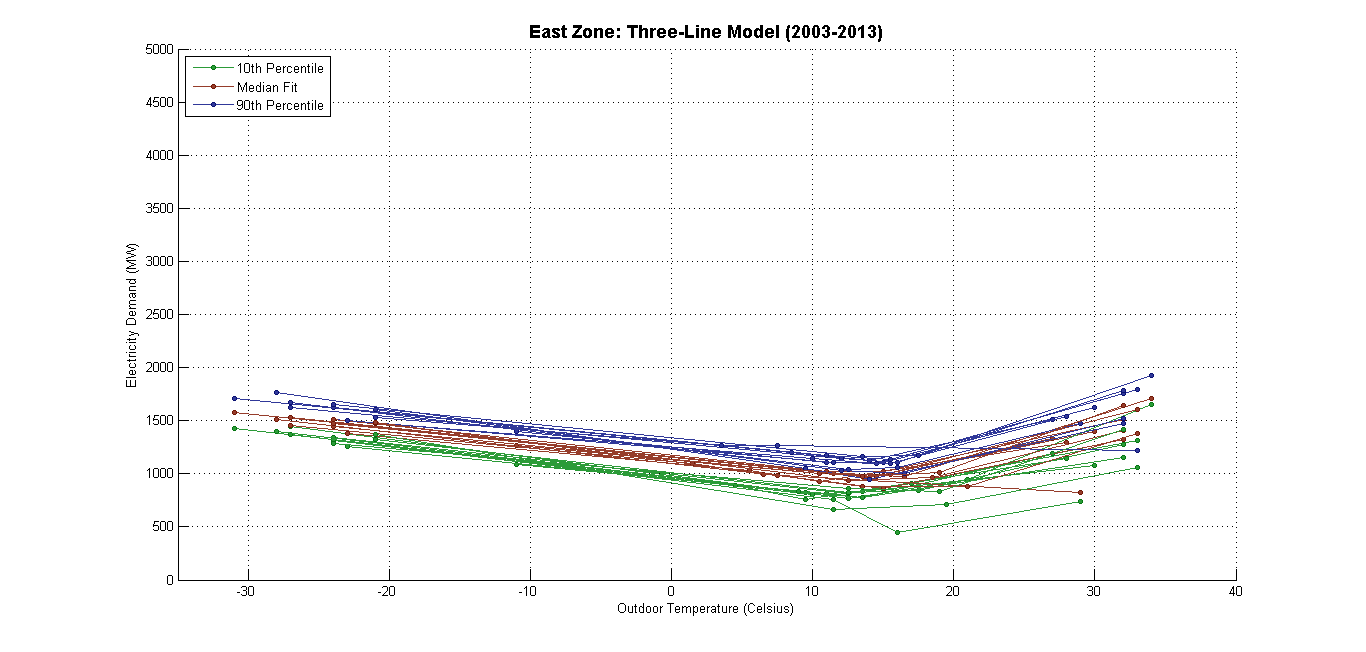 East Zone: Three-Line Model (2003-2013)
10th Percentile
Median Fit
90th Percentile
Electricity Demand (MW)
5000
4500
4000
3500
3000
2500
2000
1500
1000
500
0
-30 -20 -10 0 10 20 30 40
Outdoor Temperature (Celsius)